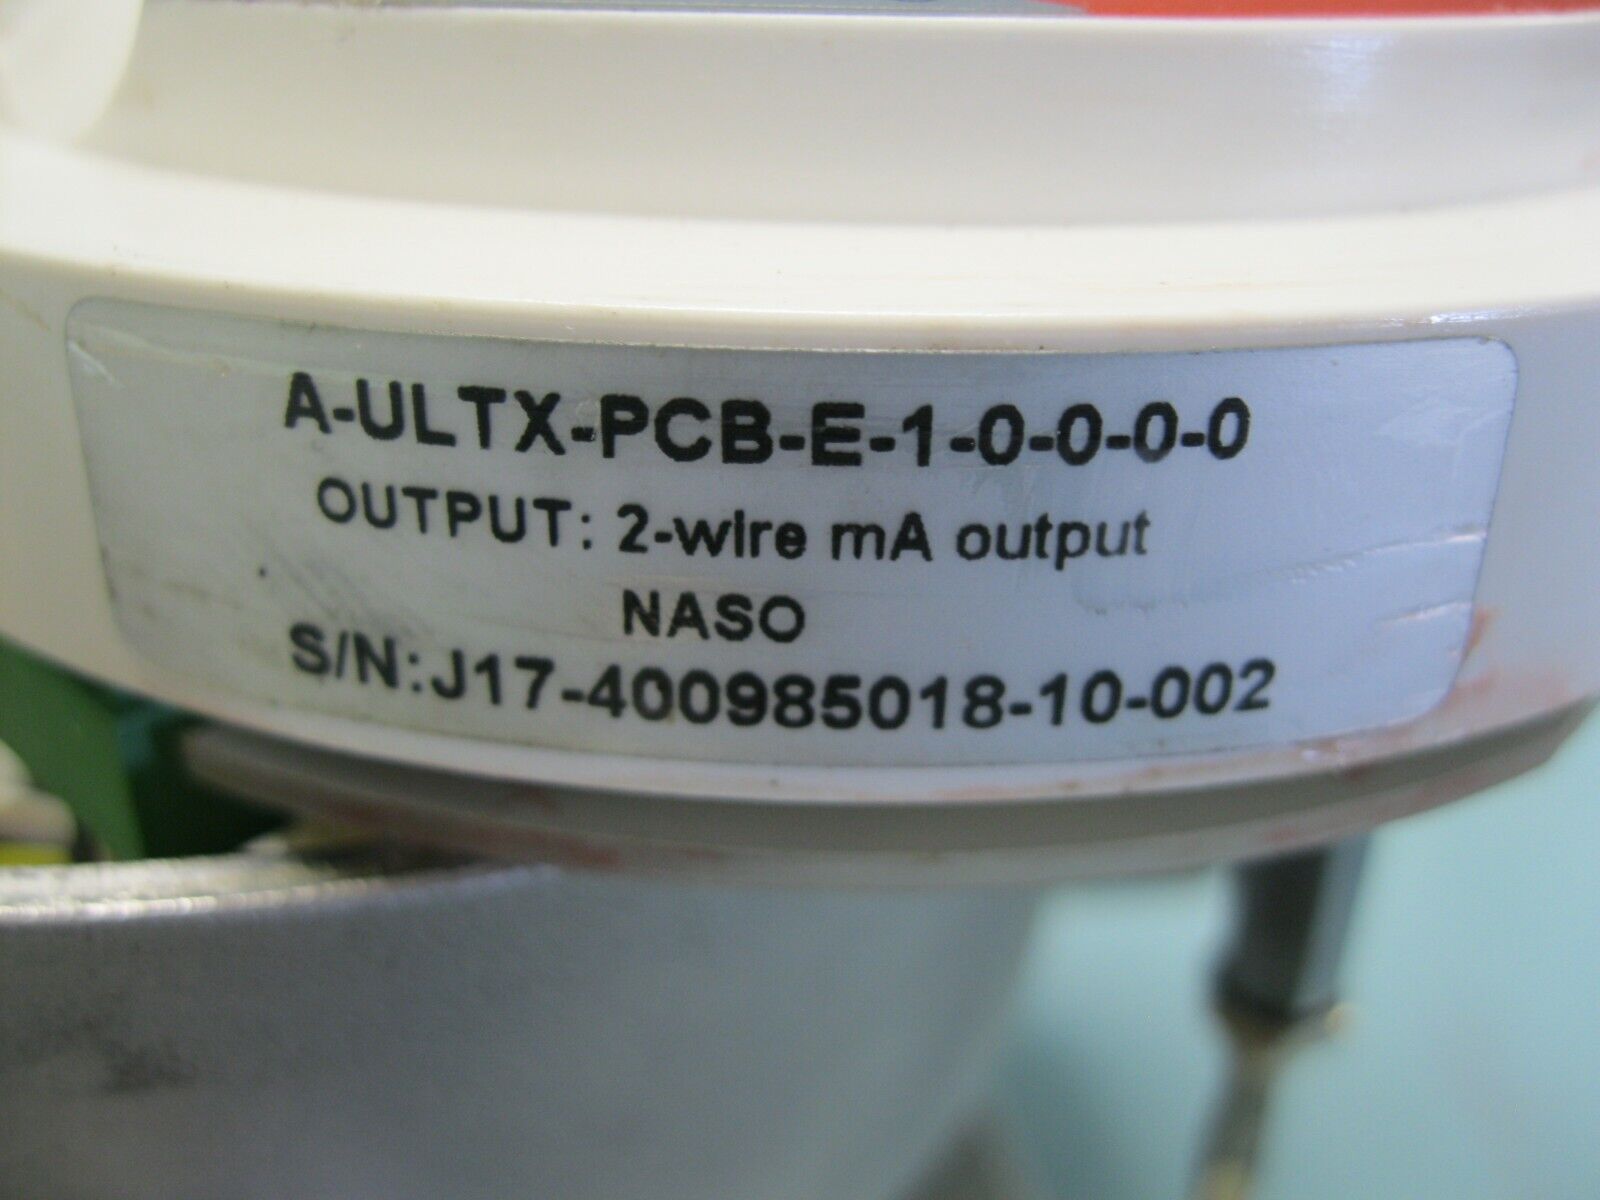 A-ULTX-PCB-E-1-0-0-0-0
OUTPUT: 2-wire mA output
NASO
S/N:J17-400985018-10-002